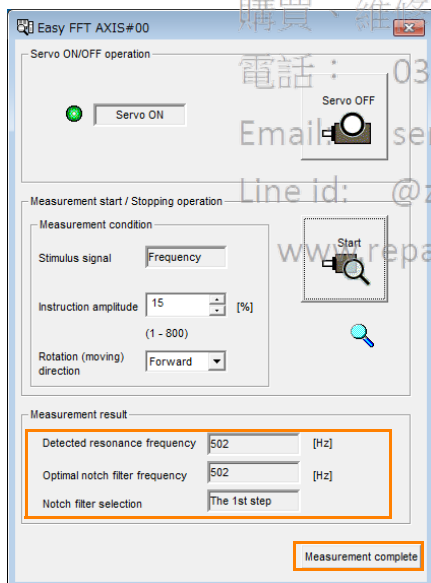 Easy FFT AXIS#00
購買、維修
Servo ON/OFF operation
電話: 03
Servo ON
Servo OFF
Email:
Line id: @z
Measurement start / Stopping operation
Measurement condition
www.repa
Start
Stimulus signal Frequency
Instruction amplitude 15 [%]
(1 - 800)
Rotation (moving)
direction
Forward
Measurement result
Detected resonance frequency 502 [Hz]
Optimal notch filter frequency 502 [Hz]
Notch filter selection The 1st step
Measurement complete